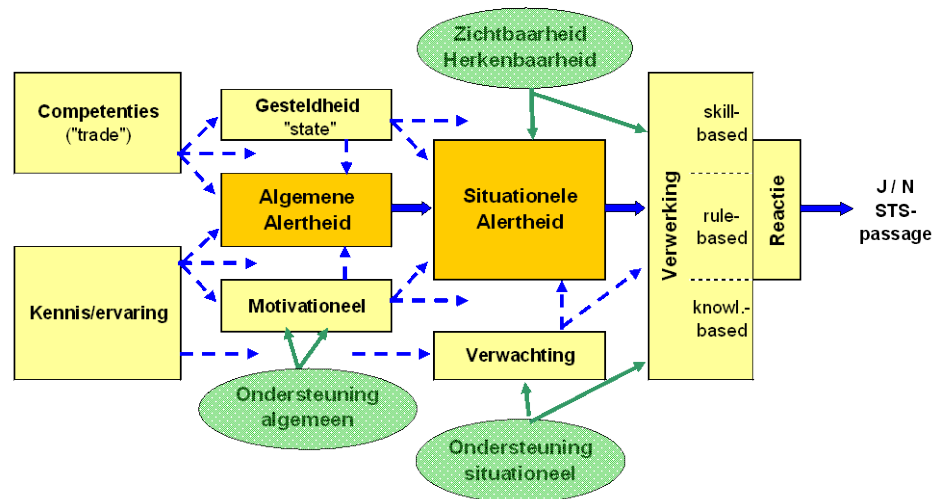 Zichtbaarheid
Herkenbaarheid
Competenties
("trade")
Gesteldheid
"state"
Algemene
Alertheid
Situationele
Alertheid
Verwerking
skill-
based
rule-
based
knowl.-
based
Reactie
J / N
STS-
passage
Kennis/ervaring
Motivationeel
Verwachting
Ondersteuning
algemeen
Ondersteuning
situationeel